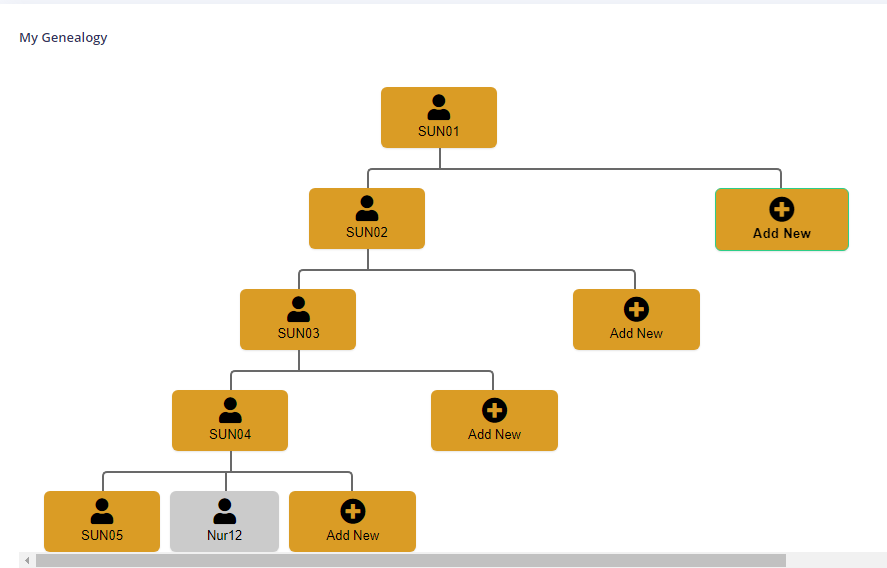 My Genealogy
SUN01
SUN02
Add New
SUN03
Add New
SUN04
Add New
SUN05
Nur12
Add New